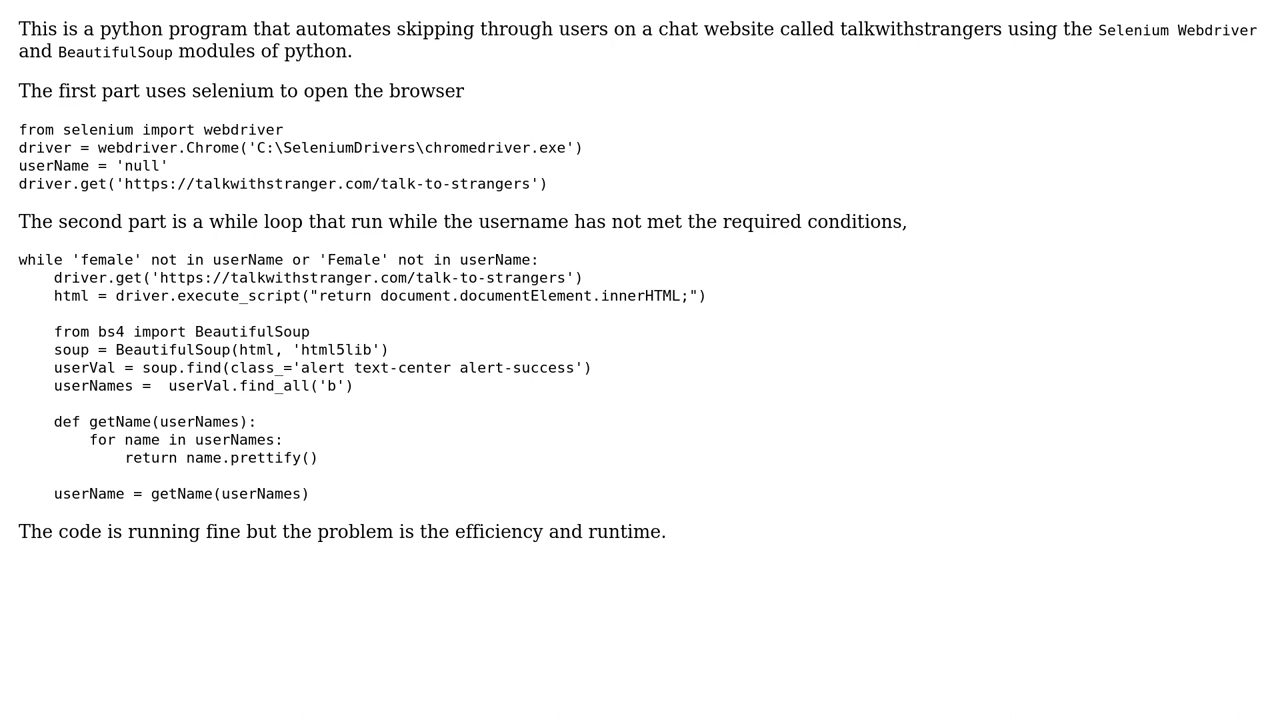 This is a python program that automates skipping through users on a chat website called talkwithstrangers using the Selenium Webdriver
and BeautifulSoup modules of python.
The first part uses selenium to open the browser
from selenium import webdriver
driver = webdriver.Chrome('C:\SeleniumDrivers\chromedriver.exe')
userName = 'null'
driver.get('https://talkwithstranger.com/talk-to-strangers')
The second part is a while loop that run while the username has not met the required conditions,
while 'female' not in userName or 'Female' not in userName:
    driver.get('https://talkwithstranger.com/talk-to-strangers')
    html = driver.execute_script("return document.documentElement.innerHTML;")
    from bs4 import BeautifulSoup
    soup = BeautifulSoup(html, 'html5lib')
    userVal = soup.find(class_='alert text-center alert-success')
    userNames =  userVal.find_all('b')
    def getName(userNames):
        for name in userNames:
            return name.prettify()
    userName = getName(userNames)
The code is running fine but the problem is the efficiency and runtime.